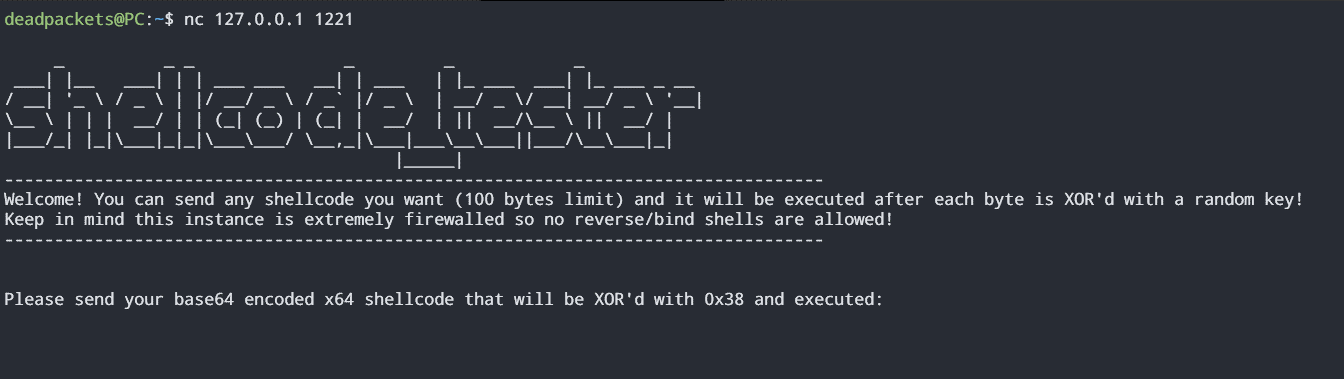 deadpackets@PC:~$ nc 127.0.0.1 1221
shellcode_tester
--------------------------------------------------------------------------------
Welcome! You can send any shellcode you want (100 bytes limit) and it will be executed after each byte is XOR'd with a random key!
Keep in mind this instance is extremely firewalled so no reverse/bind shells are allowed!
--------------------------------------------------------------------------------
Please send your base64 encoded x64 shellcode that will be XOR'd with 0x38 and executed: